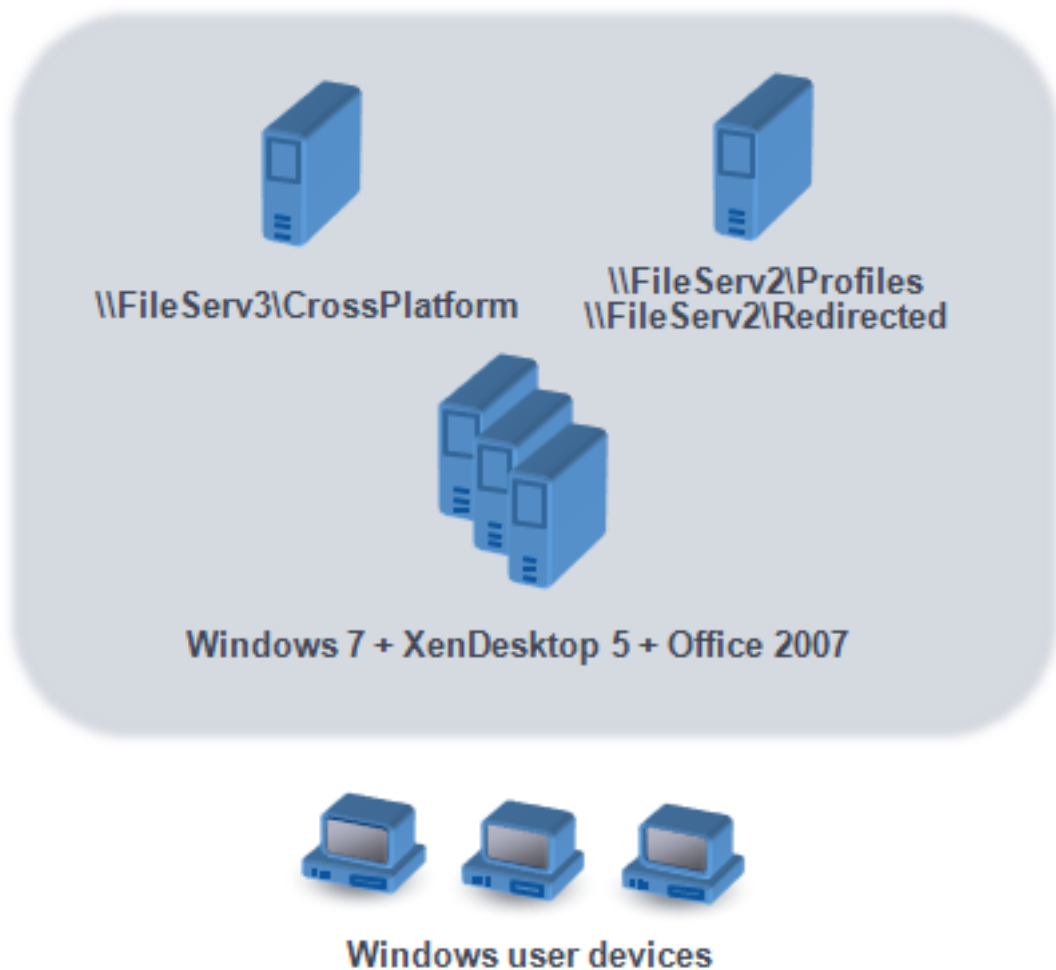 \\FileServ3\CrossPlatform
\\FileServ2\Profiles
\\FileServ2\Redirected
Windows 7 + XenDesktop 5 + Office 2007
Windows user devices